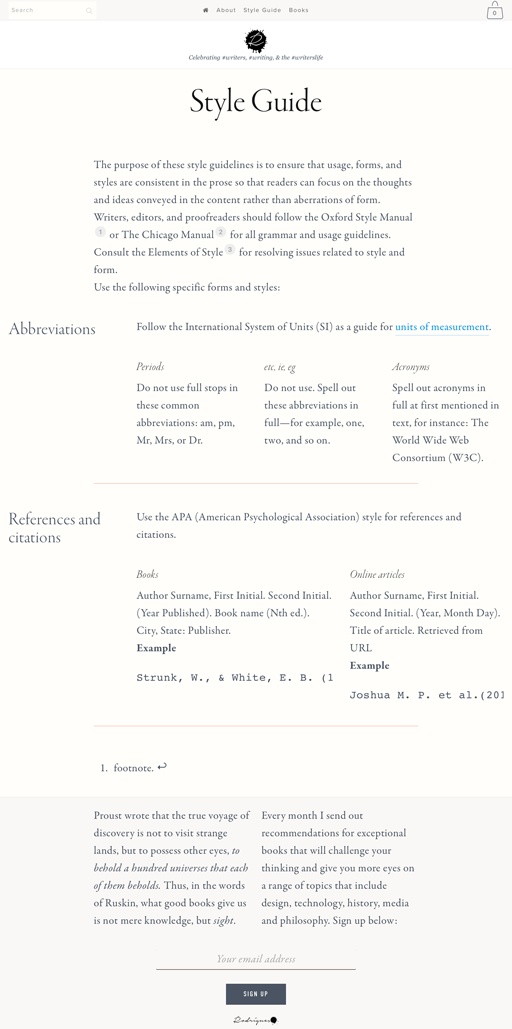 Search
About Style Guide Books
0
Celebrating #writers, #writing, & the #writerslife
Style Guide
The purpose of these style guidelines is to ensure that usage, forms, and
styles are consistent in the prose so that readers can focus on the thoughts
and ideas conveyed in the content rather than aberrations of form.
Writers, editors, and proofreaders should follow the Oxford Style Manual
1 or The Chicago Manual 2 for all grammar and usage guidelines.
Consult the Elements of Style 3 for resolving issues related to style and
form.
Use the following specific forms and styles:
Abbreviations
Follow the International System of Units (SI) as a guide for units of measurement.
Periods
Do not use full stops in
these common
abbreviations: am, pm,
Mr, Mrs, or Dr.
etc, ie, eg
Do not use. Spell out
these abbreviations in
full—for example, one,
two, and so on.
Acronyms
Spell out acronyms in
full at first mentioned in
text, for instance: The
World Wide Web
Consortium (W3C).
References and
citations
Use the APA (American Psychological Association) style for references and
citations.
Books
Author Surname, First Initial. Second Initial.
(Year Published). Book name (Nth ed.).
City, State: Publisher.
Example
Strunk, W., & White, E. B. (1
Online articles
Author Surname, First Initial.
Second Initial. (Year, Month Day).
Title of article. Retrieved from
URL
Example
Joshua M. P. et al.(201
1. footnote. ↩
Proust wrote that the true voyage of
discovery is not to visit strange
lands, but to possess other eyes, to
behold a hundred universes that each
of them beholds. Thus, in the words
of Ruskin, what good books give us
is not mere knowledge, but sight.
Every month I send out
recommendations for exceptional
books that will challenge your
thinking and give you more eyes on
a range of topics that include
design, technology, history, media
and philosophy. Sign up below:
Your email address
SIGN UP
Rodrigues